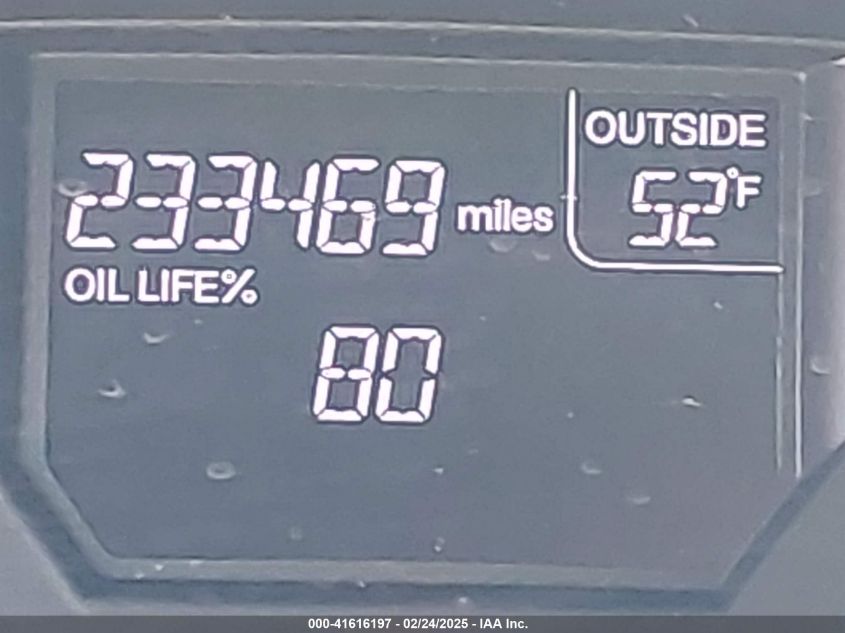 OUTSIDE
233469 miles 52°F
OIL LIFE%
80
000-41616197 - 02/24/2025 - IAA Inc.